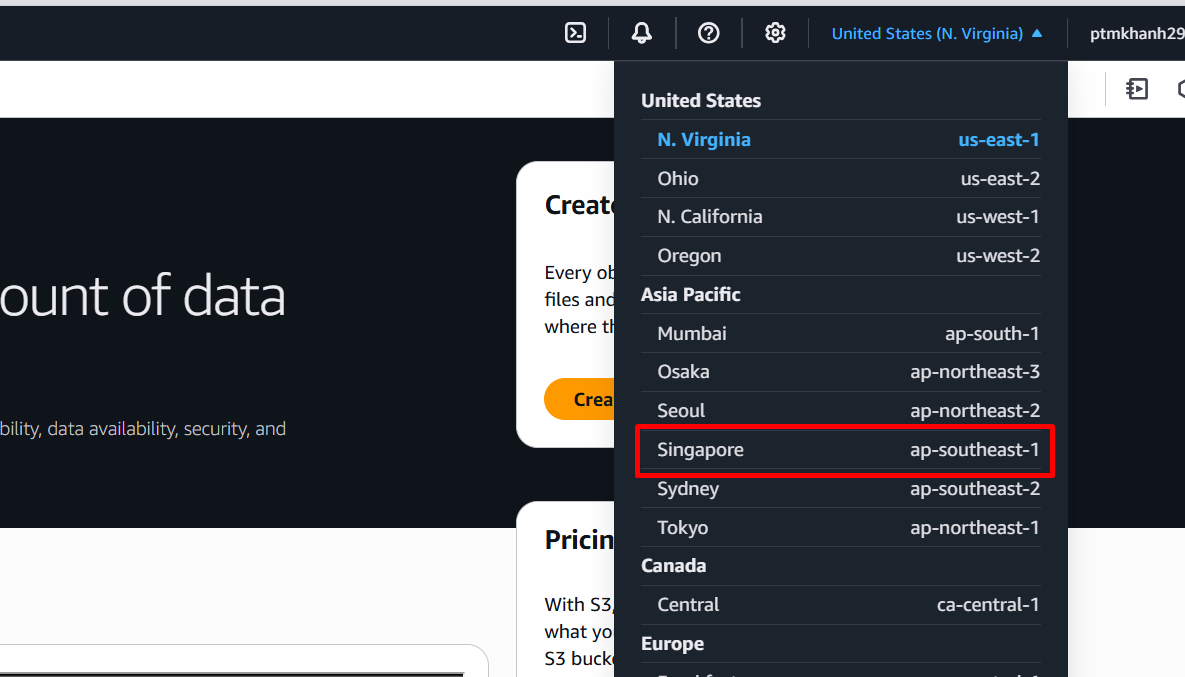 United States (N. Virginia)
ptmkhanh29
United States
N. Virginia us-east-1
Ohio us-east-2
N. California us-west-1
Oregon us-west-2
Asia Pacific
Mumbai ap-south-1
Osaka ap-northeast-3
Seoul ap-northeast-2
Singapore ap-southeast-1
Sydney ap-southeast-2
Tokyo ap-northeast-1
Canada
Central ca-central-1
Europe
ount of data
bility, data availability, security, and
Create
Every ob
files and
where th
Crea
Pricin
With S3,
what yo
S3 bucke